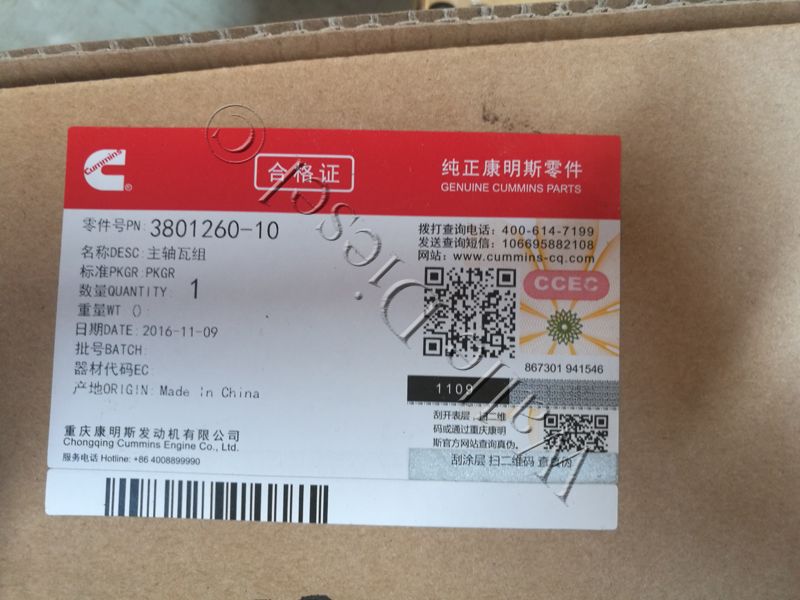 Cummins
®
合格证
纯正康明斯零件
GENUINE CUMMINS PARTS
零件号PN: 3801260-10
名称DESC: 主轴瓦组
标准PKGR: PKGR
数量QUANTITY: 1
重量WT ()
日期DATE: 2016-11-09
批号BATCH:
器材代码EC
产地ORIGIN: Made in China
拨打查询电话: 400-614-7199
发送查询短信: 106695882108
网站: www.cummins-cq.com
CCEC
867301 941546
1109
刮开表层, 扫二维
码或通过重庆康明
斯官方网站查询真伪。
刮涂层 扫二维码 查真伪
重庆康明斯发动机有限公司
Chongqing Cummins Engine Co., Ltd.
服务电话 Hotline: +86 4008899990
© Wale Diesel